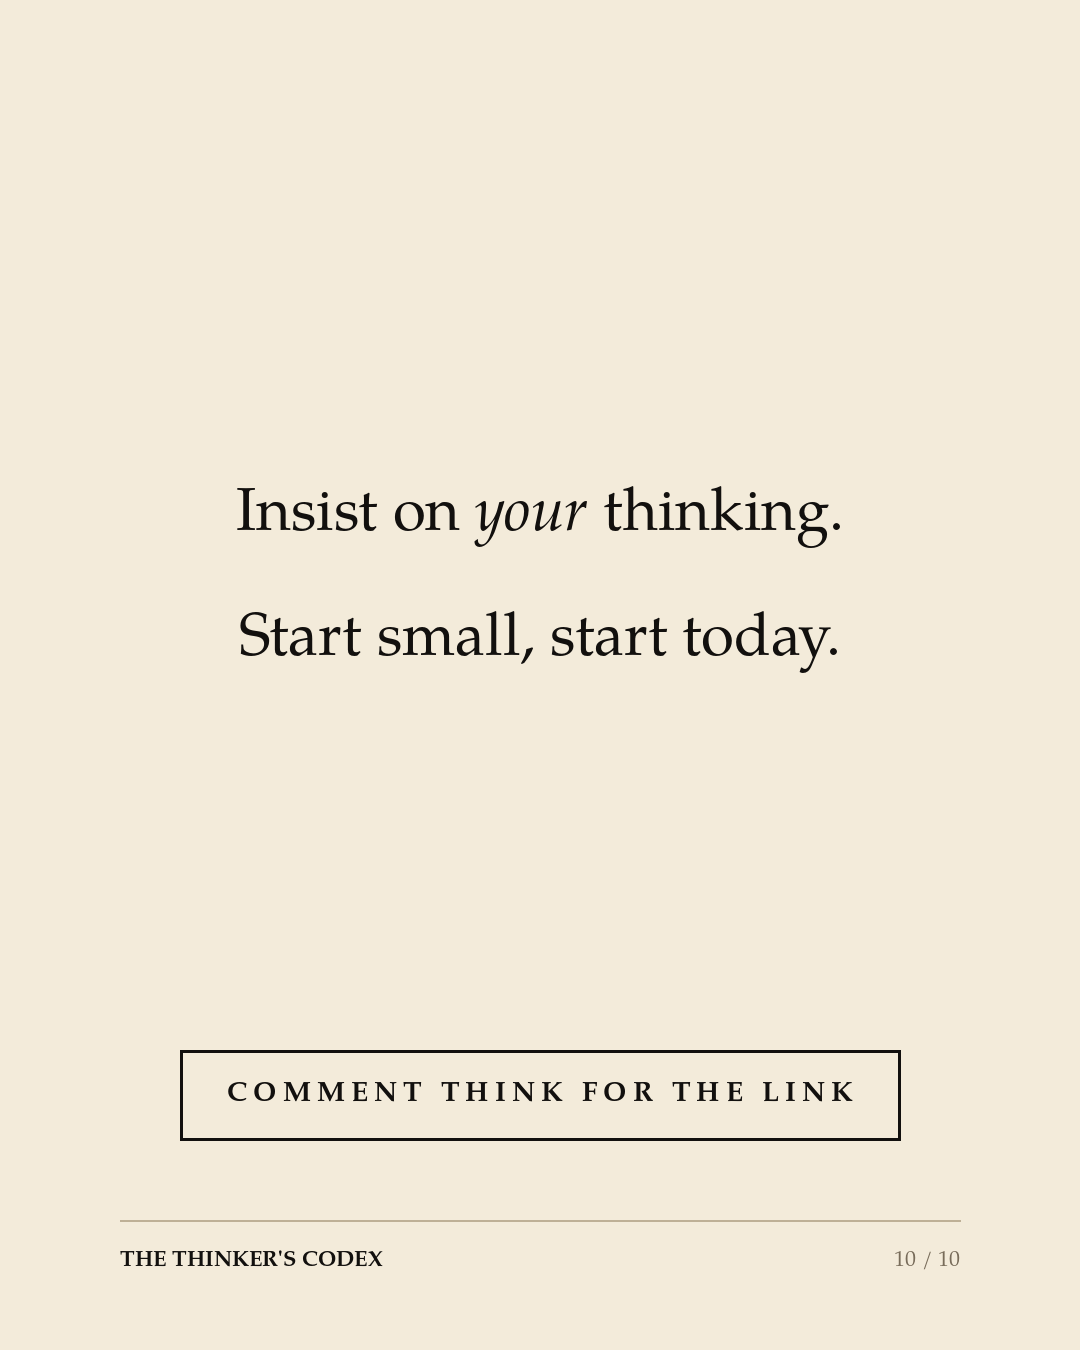 Insist on your thinking.
Start small, start today.
COMMENT THINK FOR THE LINK
THE THINKER'S CODEX
10 / 10